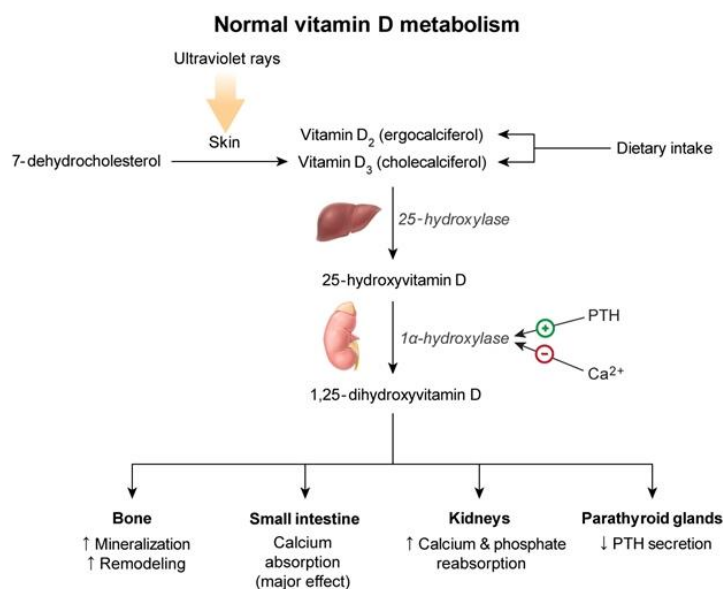 Normal vitamin D metabolism
Ultraviolet rays
Skin
7-dehydrocholesterol
Vitamin D₂ (ergocalciferol)
Vitamin D₃ (cholecalciferol)
Dietary intake
25-hydroxylase
25-hydroxyvitamin D
1α-hydroxylase
+
PTH
−
Ca²⁺
1,25-dihydroxyvitamin D
Bone
↑ Mineralization
↑ Remodeling
Small intestine
Calcium
absorption
(major effect)
Kidneys
↑ Calcium & phosphate
reabsorption
Parathyroid glands
↓ PTH secretion